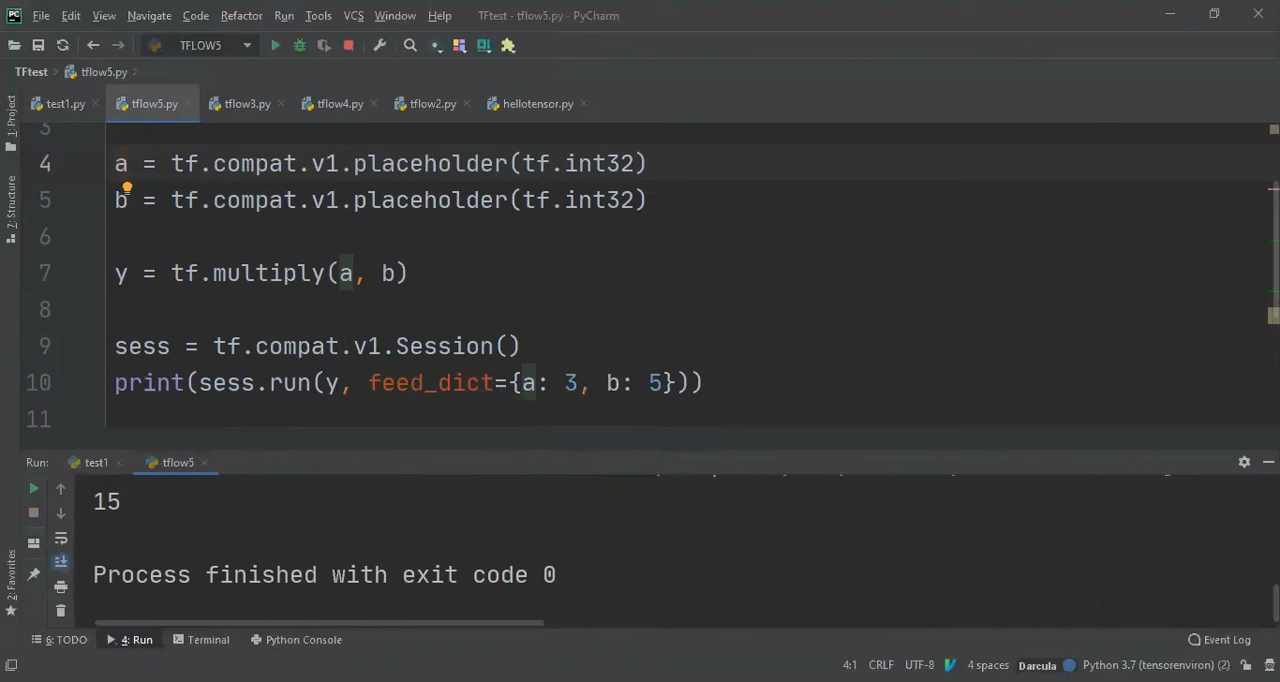 PC File Edit View Navigate Code Refactor Run Tools VCS Window Help TFtest - tflow5.py - PyCharm
TFLOW5
TFtest tflow5.py
test1.py tflow5.py tflow3.py tflow4.py tflow2.py hellotensor.py
1: Project
7: Structure
2: Favorites
3
4 a = tf.compat.v1.placeholder(tf.int32)
5 b = tf.compat.v1.placeholder(tf.int32)
6
7 y = tf.multiply(a, b)
8
9 sess = tf.compat.v1.Session()
10 print(sess.run(y, feed_dict={a: 3, b: 5}))
11
Run: test1 tflow5
15
Process finished with exit code 0
6: TODO 4: Run Terminal Python Console Event Log
4:1 CRLF UTF-8 4 spaces Darcula Python 3.7 (tensorenviron) (2)